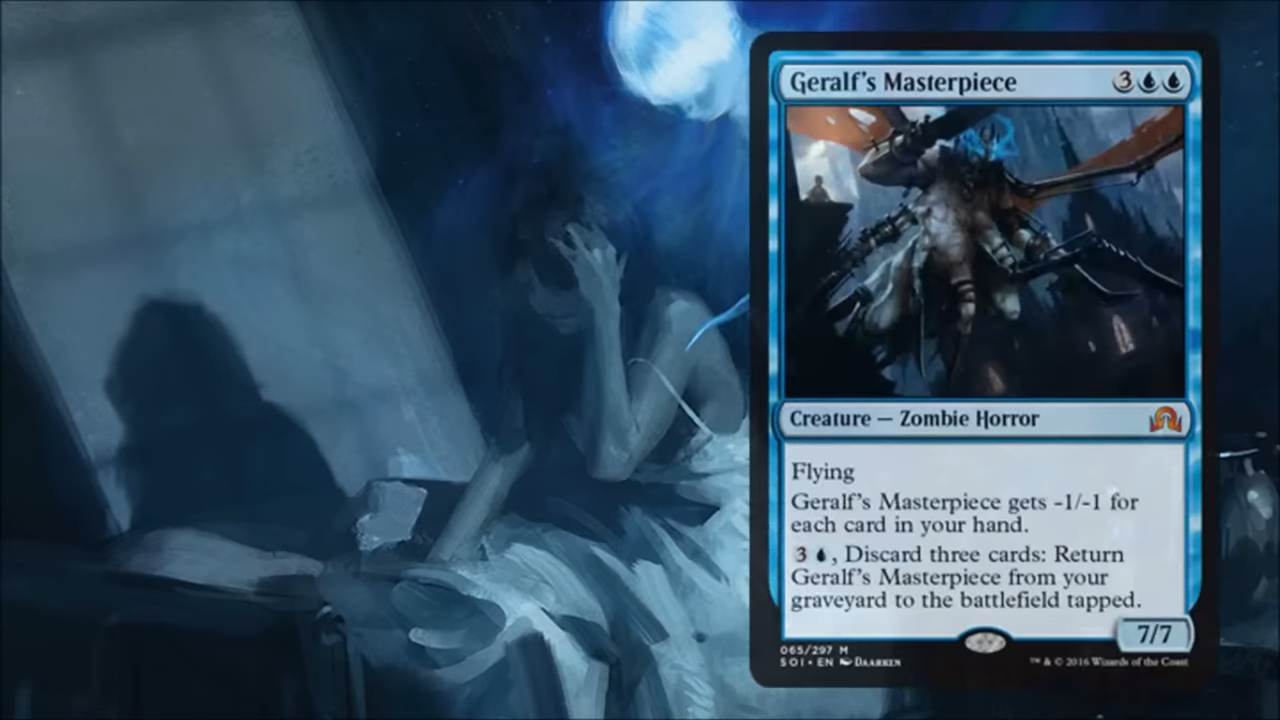 Geralf's Masterpiece 3
Creature — Zombie Horror
Flying
Geralf's Masterpiece gets -1/-1 for
each card in your hand.
3 , Discard three cards: Return
Geralf's Masterpiece from your
graveyard to the battlefield tapped.
7/7
065/297 M
SOI • EN DAARKEN
™ & © 2016 Wizards of the Coast